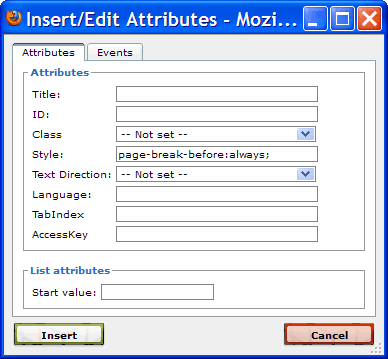 Insert/Edit Attributes - Mozi...
Attributes Events
Attributes
Title:
ID:
Class -- Not set --
Style: page-break-before:always;
Text Direction: -- Not set --
Language:
TabIndex
AccessKey
List attributes
Start value:
Insert Cancel